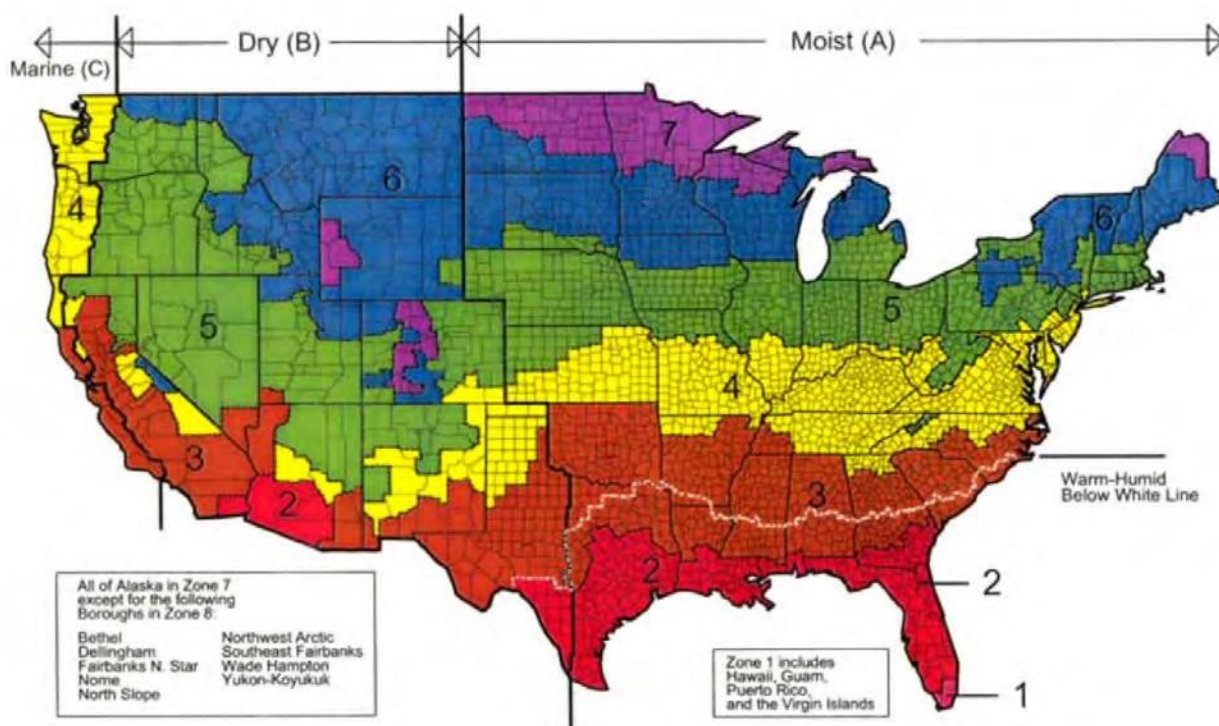 Dry (B)
Moist (A)
Marine (C)
7
6
4
6
5
5
4
3
3
2
2
Warm-Humid
Below White Line
2
1
All of Alaska in Zone 7
except for the following
Boroughs in Zone 8:
Bethel
Dellingham
Fairbanks N. Star
Nome
North Slope
Northwest Arctic
Southeast Fairbanks
Wade Hampton
Yukon-Koyukuk
Zone 1 includes
Hawaii, Guam,
Puerto Rico,
and the Virgin Islands